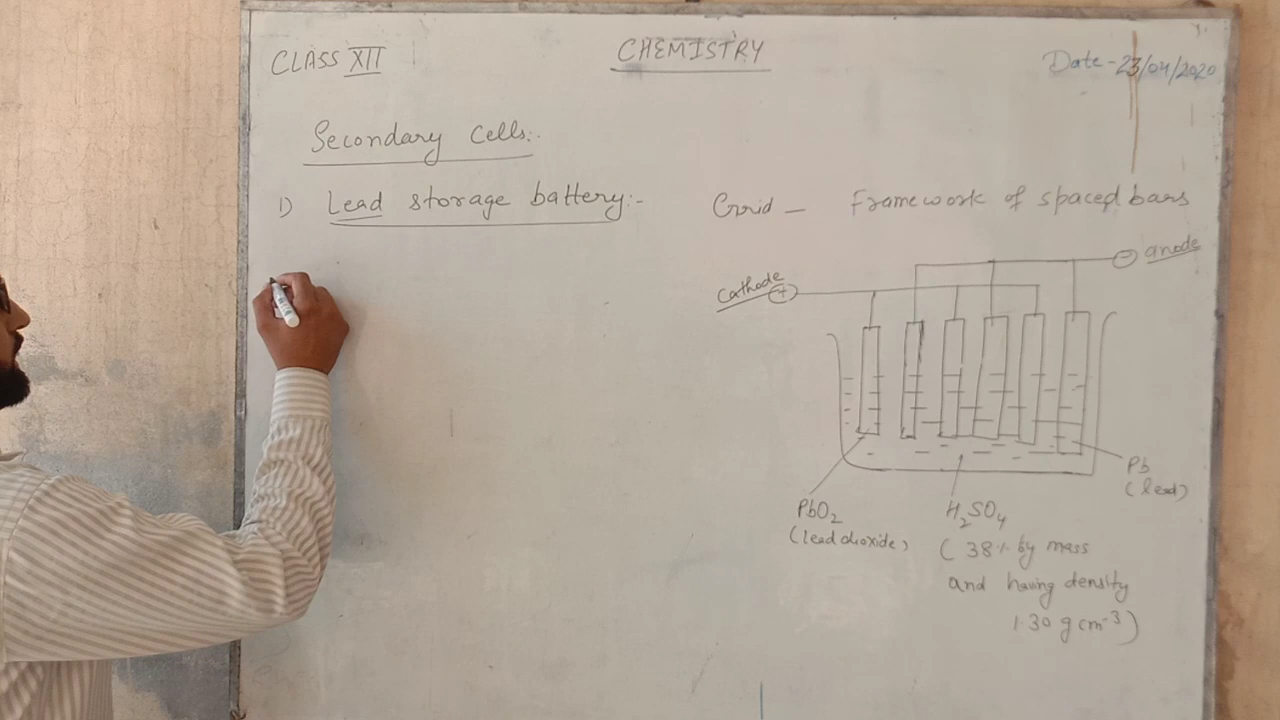 CLASS XII
CHEMISTRY
Date - 23/04/2020
Secondary Cells:.
1) Lead storage battery:-
Grid - Framework of spaced bars
Cathode +
- anode
PbO₂
(lead dioxide)
H₂SO₄
(38% by mass
and having density
1.30 g cm⁻³)
Pb
(lead)